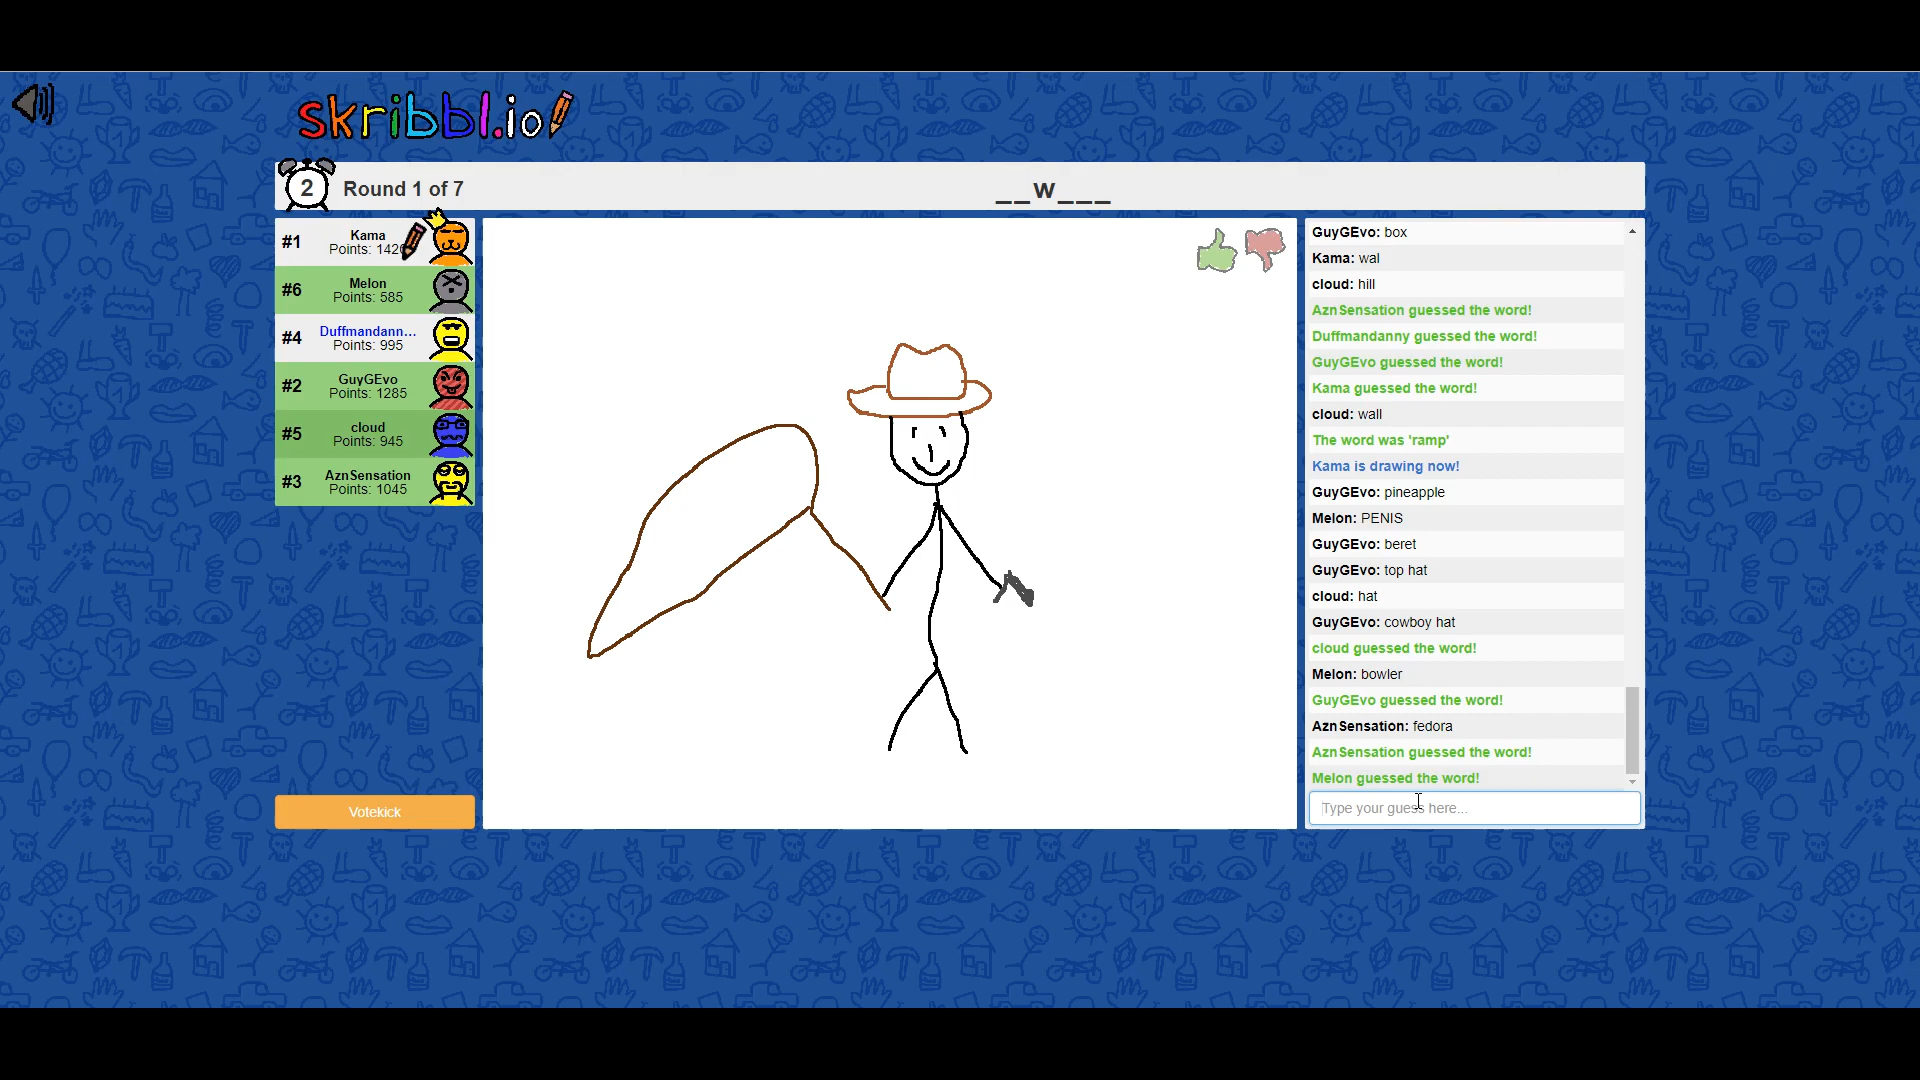 skribbl.io
2
Round 1 of 7
__w___
#1
Kama
Points: 1420
#6
Melon
Points: 585
#4
Duffmandann...
Points: 995
#2
GuyGEvo
Points: 1285
#5
cloud
Points: 945
#3
AznSensation
Points: 1045
Votekick
GuyGEvo: box
Kama: wal
cloud: hill
AznSensation guessed the word!
Duffmandanny guessed the word!
GuyGEvo guessed the word!
Kama guessed the word!
cloud: wall
The word was 'ramp'
Kama is drawing now!
GuyGEvo: pineapple
Melon: PENIS
GuyGEvo: beret
GuyGEvo: top hat
cloud: hat
GuyGEvo: cowboy hat
cloud guessed the word!
Melon: bowler
GuyGEvo guessed the word!
AznSensation: fedora
AznSensation guessed the word!
Melon guessed the word!
Type your guess here...